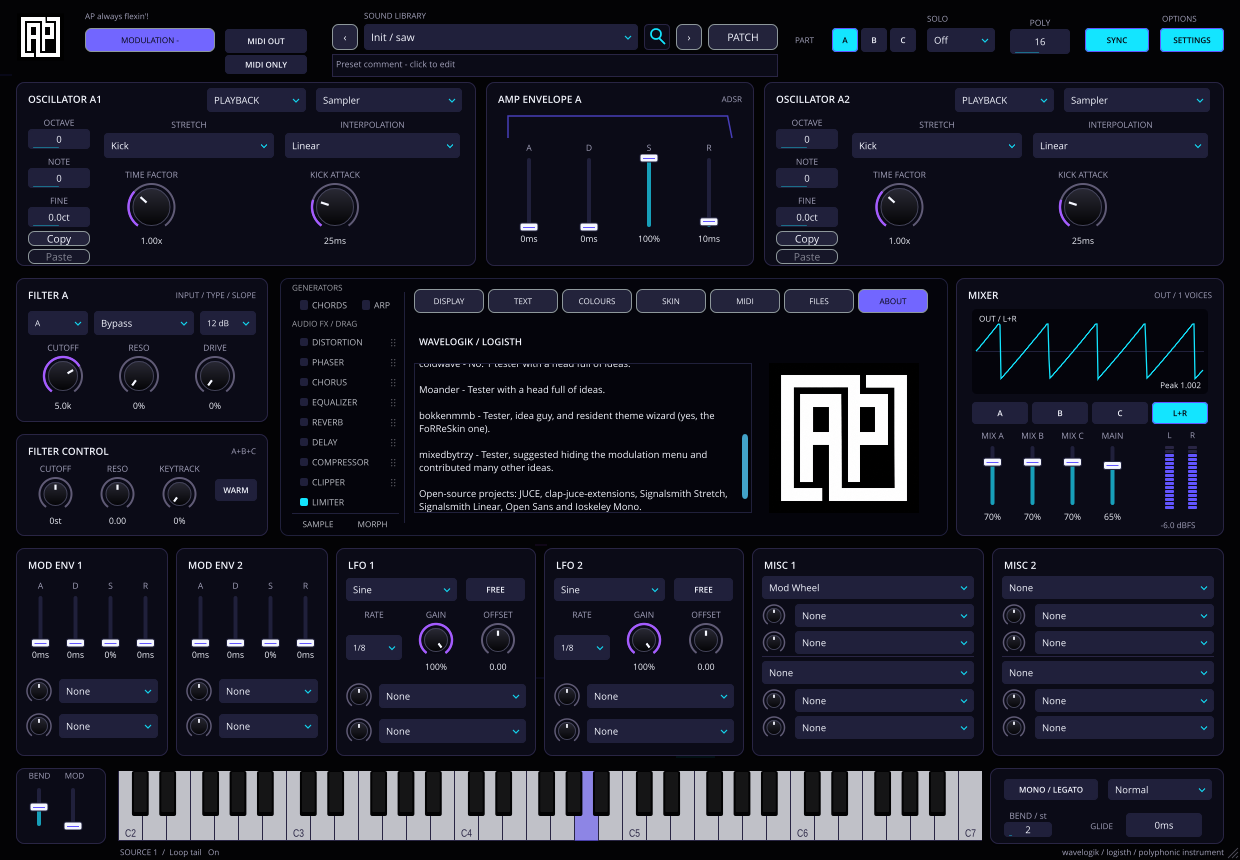 AP always flexin'!
MODULATION -
MIDI OUT
MIDI ONLY
SOUND LIBRARY
‹
Init / saw
›
PATCH
Preset comment - click to edit
PART
A
B
C
SOLO
Off
POLY
16
SYNC
OPTIONS
SETTINGS
OSCILLATOR A1
PLAYBACK
Sampler
OCTAVE
0
NOTE
0
FINE
0.0ct
Copy
Paste
STRETCH
Kick
INTERPOLATION
Linear
TIME FACTOR
1.00x
KICK ATTACK
25ms
AMP ENVELOPE A
ADSR
A D S R
0ms 0ms 100% 10ms
OSCILLATOR A2
PLAYBACK
Sampler
OCTAVE
0
NOTE
0
FINE
0.0ct
Copy
Paste
STRETCH
Kick
INTERPOLATION
Linear
TIME FACTOR
1.00x
KICK ATTACK
25ms
FILTER A
INPUT / TYPE / SLOPE
A
Bypass
12 dB
CUTOFF RESO DRIVE
5.0k 0% 0%
FILTER CONTROL
A+B+C
CUTOFF RESO KEYTRACK
WARM
0st 0.00 0%
GENERATORS
CHORDS ARP
AUDIO FX / DRAG
DISTORTION
PHASER
CHORUS
EQUALIZER
REVERB
DELAY
COMPRESSOR
CLIPPER
LIMITER
SAMPLE MORPH
DISPLAY
TEXT
COLOURS
SKIN
MIDI
FILES
ABOUT
WAVELOGIK / LOGISTH
coldwave - No. 1 tester with a head full of ideas.
Moander - Tester with a head full of ideas.
bokkenmmb - Tester, idea guy, and resident theme wizard (yes, the
FoRReSkin one).
mixedbytrzy - Tester, suggested hiding the modulation menu and
contributed many other ideas.
Open-source projects: JUCE, clap-juce-extensions, Signalsmith Stretch,
Signalsmith Linear, Open Sans and Ioskeley Mono.
AP
MIXER
OUT / 1 VOICES
OUT / L+R
Peak 1.002
A
B
C
L+R
MIX A MIX B MIX C MAIN L R
70% 70% 70% 65%
-6.0 dBFS
MOD ENV 1
A D S R
0ms 0ms 0% 0ms
None
None
MOD ENV 2
A D S R
0ms 0ms 0% 0ms
None
None
LFO 1
Sine
FREE
RATE GAIN OFFSET
1/8
100% 0.00
None
None
LFO 2
Sine
FREE
RATE GAIN OFFSET
1/8
100% 0.00
None
None
MISC 1
Mod Wheel
None
None
None
None
None
MISC 2
None
None
None
None
None
None
BEND MOD
C2 C3 C4 C5 C6 C7
MONO / LEGATO
Normal
BEND / st
2
GLIDE
0ms
SOURCE 1 / Loop tail On
wavelogik / logisth / polyphonic instrument